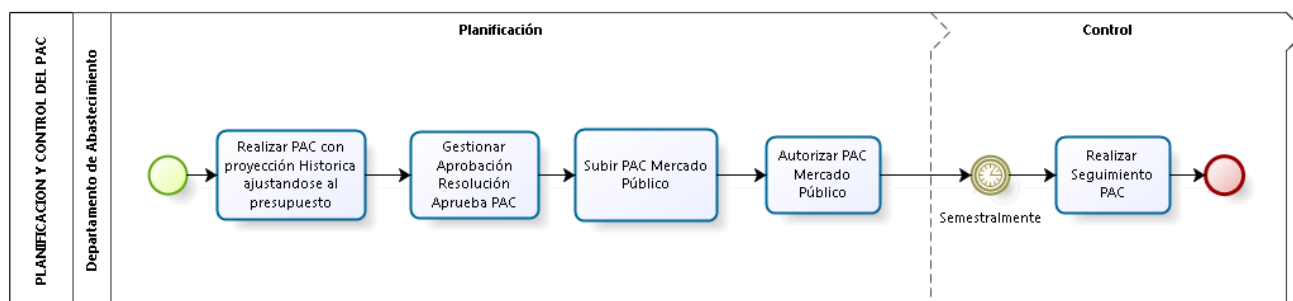 PLANIFICACION Y CONTROL DEL PAC
Departamento de Abastecimiento
Planificación
Control
Realizar PAC con
proyección Historica
ajustandose al
presupuesto
Gestionar
Aprobación
Resolución
Aprueba PAC
Subir PAC Mercado
Público
Autorizar PAC
Mercado
Público
Semestralmente
Realizar
Seguimiento
PAC